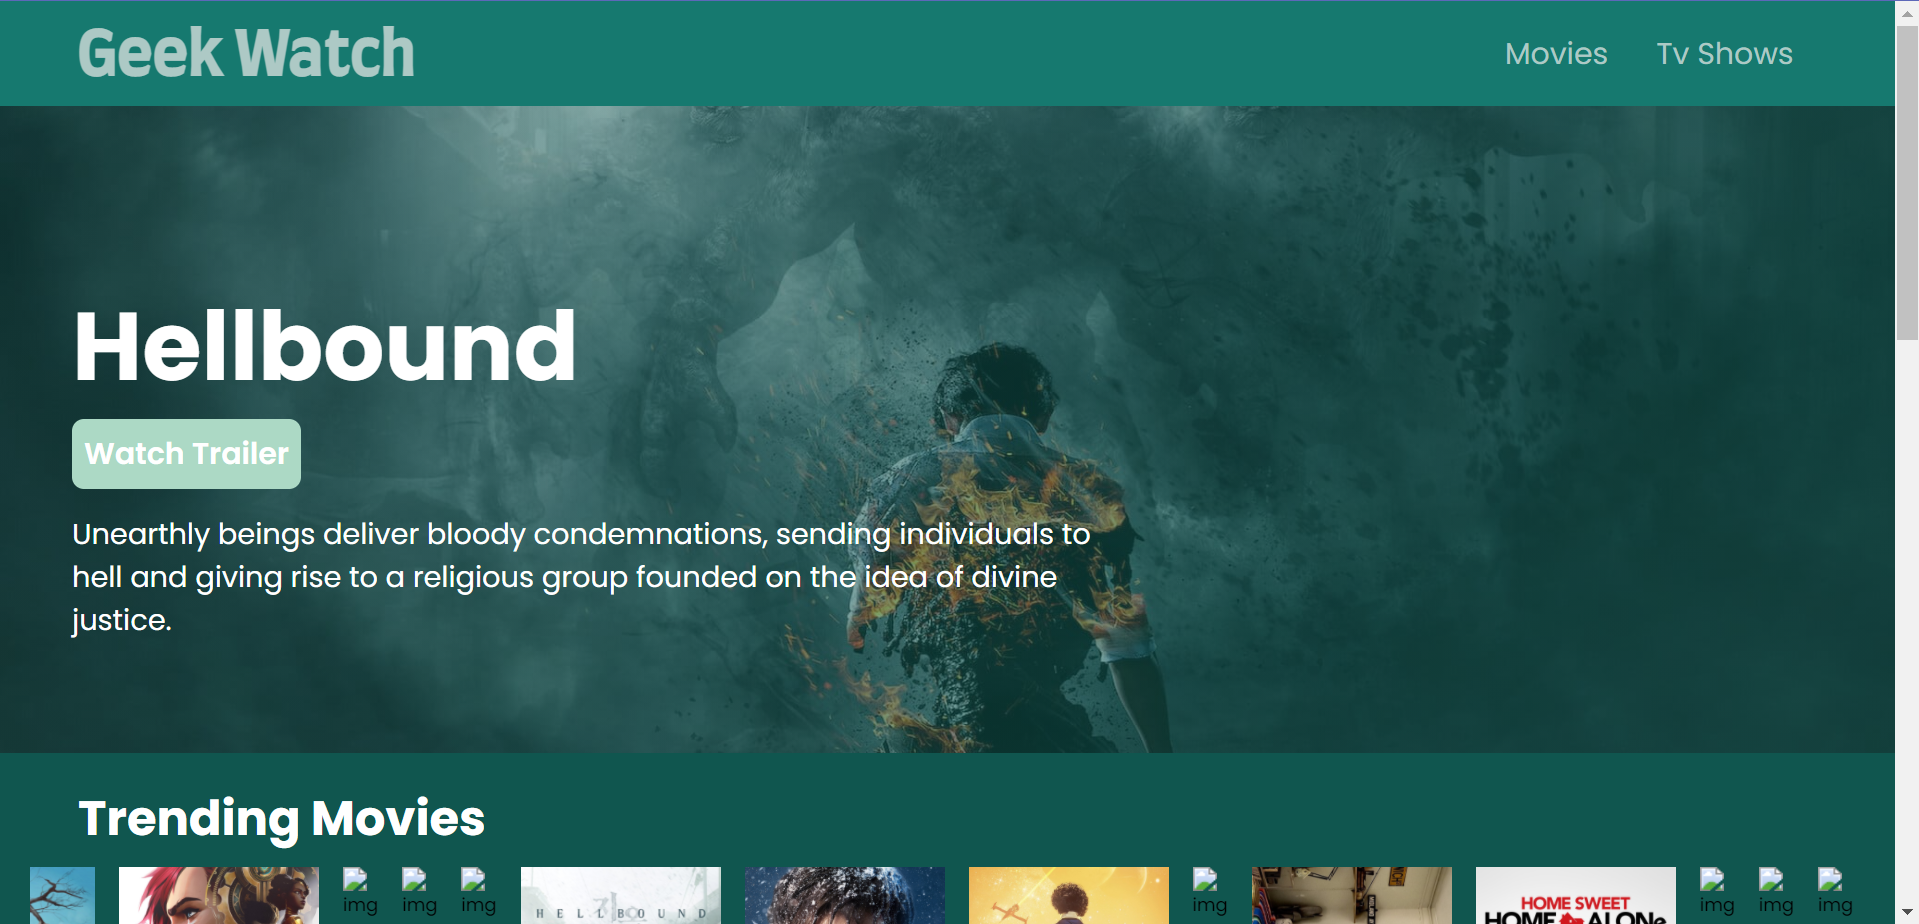 Geek Watch
Movies Tv Shows
Hellbound
Watch Trailer
Unearthly beings deliver bloody condemnations, sending individuals to
hell and giving rise to a religious group founded on the idea of divine
justice.
Trending Movies
img img img HELLBOUND img HOME SWEET img img img
HOME ALONe